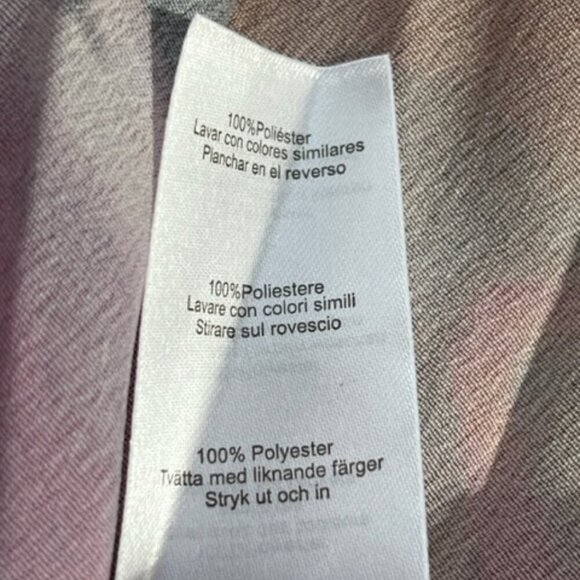 100%Poliéster
Lavar con colores similares
Planchar en el reverso
100%Poliestere
Lavare con colori simili
Stirare sul rovescio
100% Polyester
Tvätta med liknande färger
Stryk ut och in